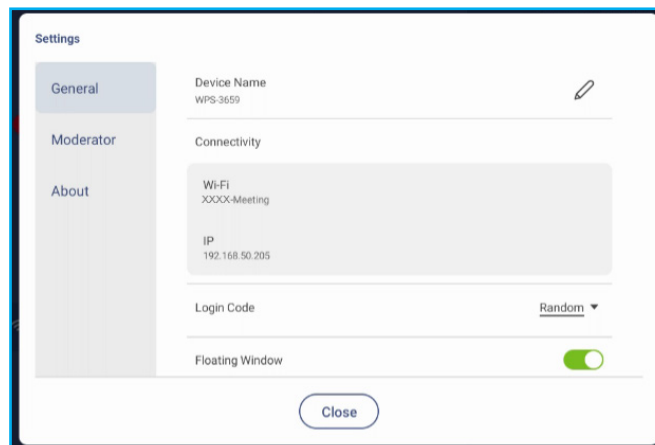 Settings
General
Moderator
About
Device Name
WPS-3659
Connectivity
Wi-Fi
XXXX-Meeting
IP
192.168.50.205
Login Code
Random
Floating Window
Close